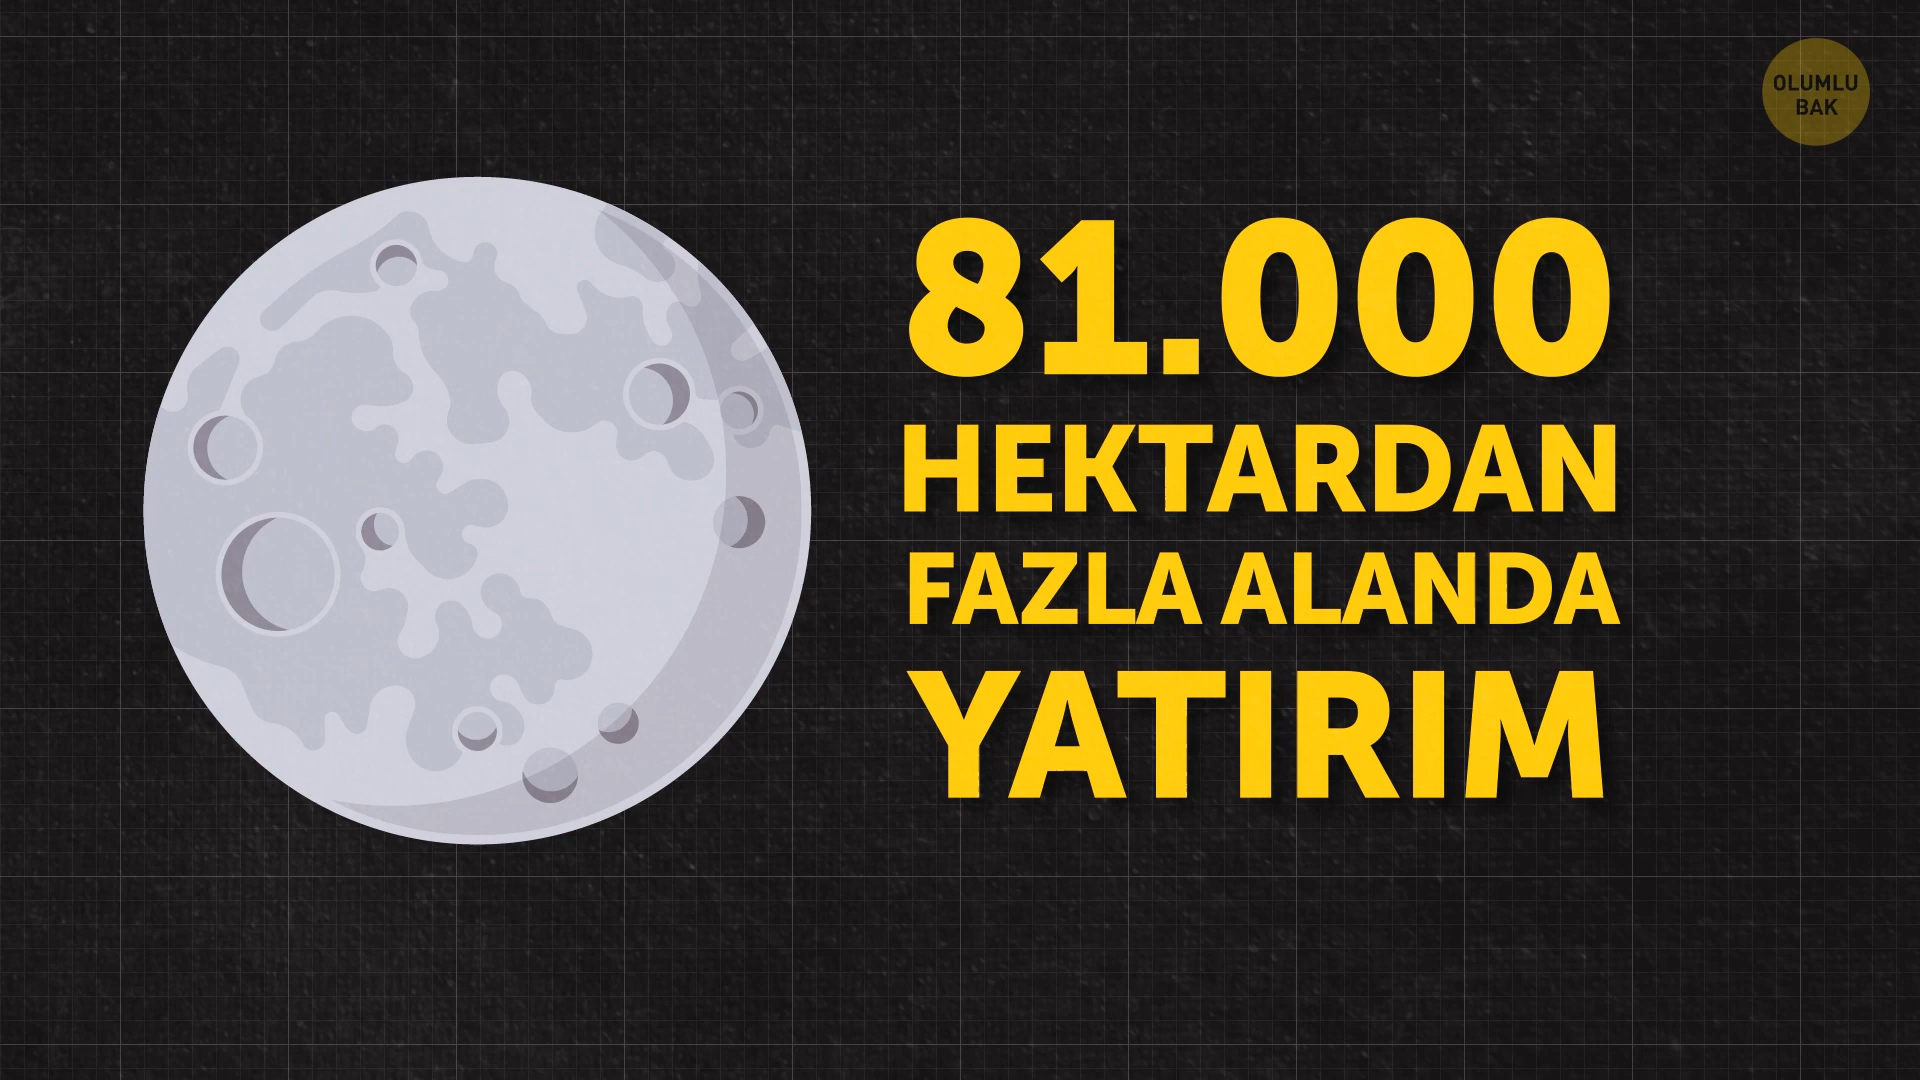 OLUMLU
BAK
81.000
HEKTARDAN
FAZLA ALANDA
YATIRIM